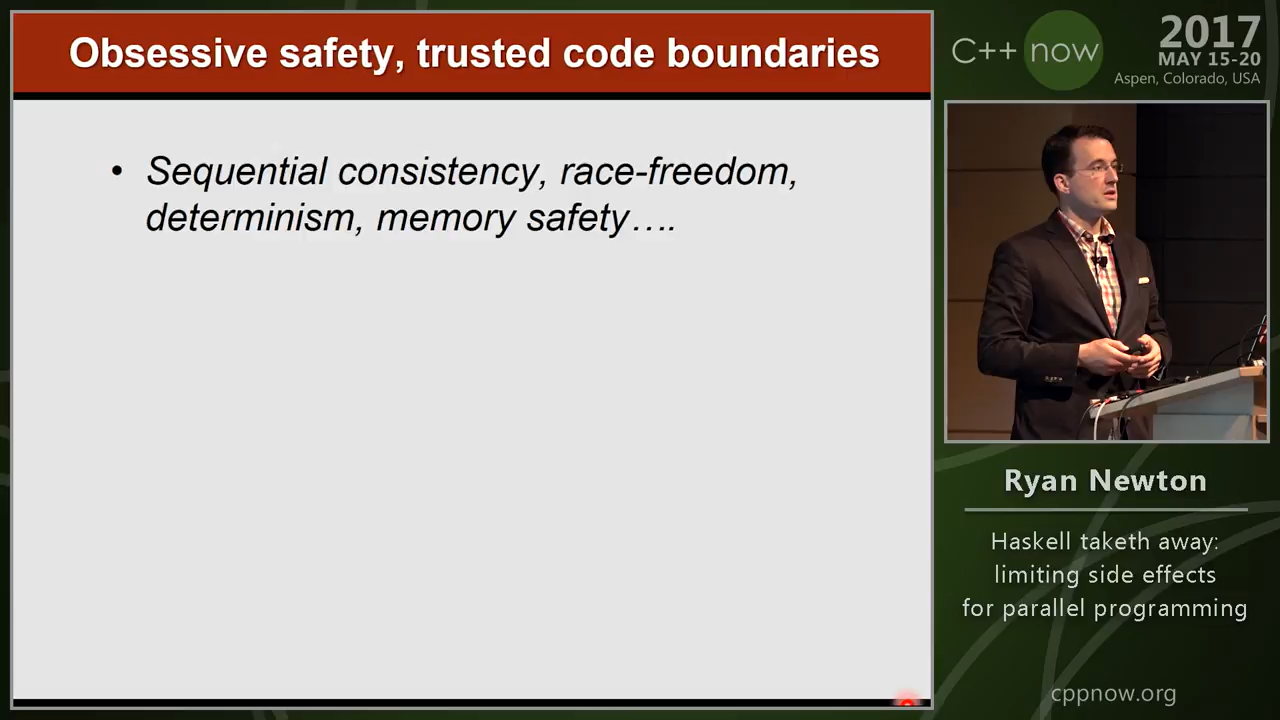 Obsessive safety, trusted code boundaries
• Sequential consistency, race-freedom,
determinism, memory safety….
C++ now
2017
MAY 15-20
Aspen, Colorado, USA
Ryan Newton
Haskell taketh away:
limiting side effects
for parallel programming
cppnow.org